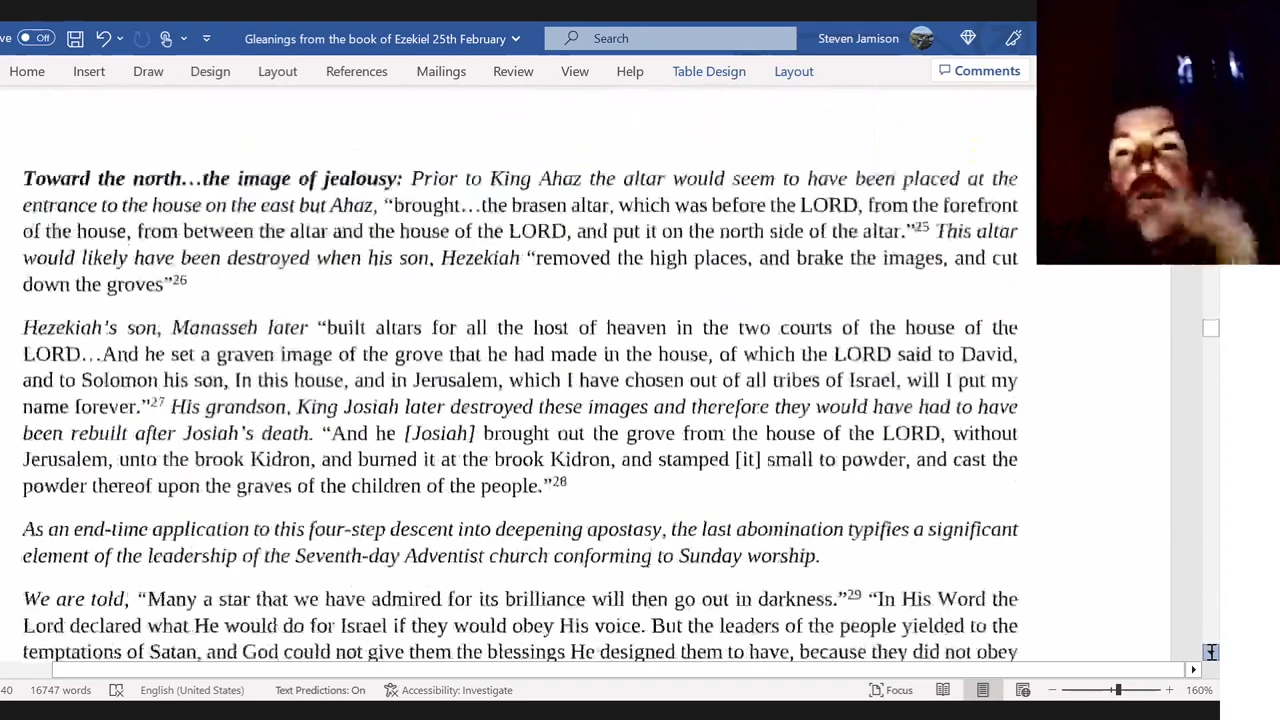 ve Off Gleanings from the book of Ezekiel 25th February Search Steven Jamison
Home Insert Draw Design Layout References Mailings Review View Help Table Design Layout Comments
Toward the north…the image of jealousy: Prior to King Ahaz the altar would seem to have been placed at the
entrance to the house on the east but Ahaz, “brought…the brasen altar, which was before the LORD, from the forefront
of the house, from between the altar and the house of the LORD, and put it on the north side of the altar.”25 This altar
would likely have been destroyed when his son, Hezekiah “removed the high places, and brake the images, and cut
down the groves”26
Hezekiah's son, Manasseh later “built altars for all the host of heaven in the two courts of the house of the
LORD…And he set a graven image of the grove that he had made in the house, of which the LORD said to David,
and to Solomon his son, In this house, and in Jerusalem, which I have chosen out of all tribes of Israel, will I put my
name forever.”27 His grandson, King Josiah later destroyed these images and therefore they would have had to have
been rebuilt after Josiah's death. “And he [Josiah] brought out the grove from the house of the LORD, without
Jerusalem, unto the brook Kidron, and burned it at the brook Kidron, and stamped [it] small to powder, and cast the
powder thereof upon the graves of the children of the people.”28
As an end-time application to this four-step descent into deepening apostasy, the last abomination typifies a significant
element of the leadership of the Seventh-day Adventist church conforming to Sunday worship.
We are told, “Many a star that we have admired for its brilliance will then go out in darkness.”29 “In His Word the
Lord declared what He would do for Israel if they would obey His voice. But the leaders of the people yielded to the
temptations of Satan, and God could not give them the blessings He designed them to have, because they did not obey
40 16747 words English (United States) Text Predictions: On Accessibility: Investigate Focus 160%